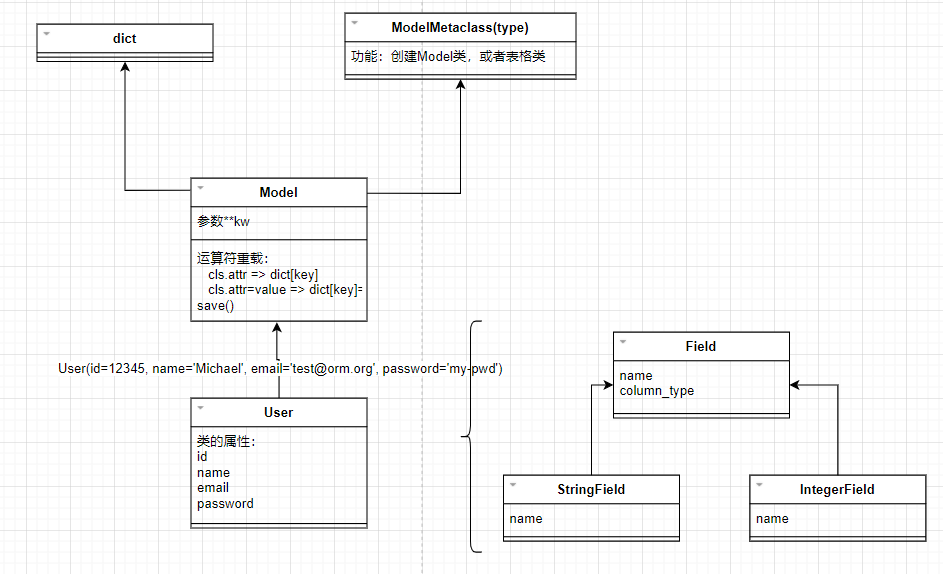 dict
ModelMetaclass(type)
功能：创建Model类，或者表格类
Model
参数**kw
运算符重载：
cls.attr => dict[key]
cls.attr=value => dict[key]=
save()
User(id=12345, name='Michael', email='test@orm.org', password='my-pwd')
User
类的属性：
id
name
email
password
Field
name
column_type
StringField
name
IntegerField
name